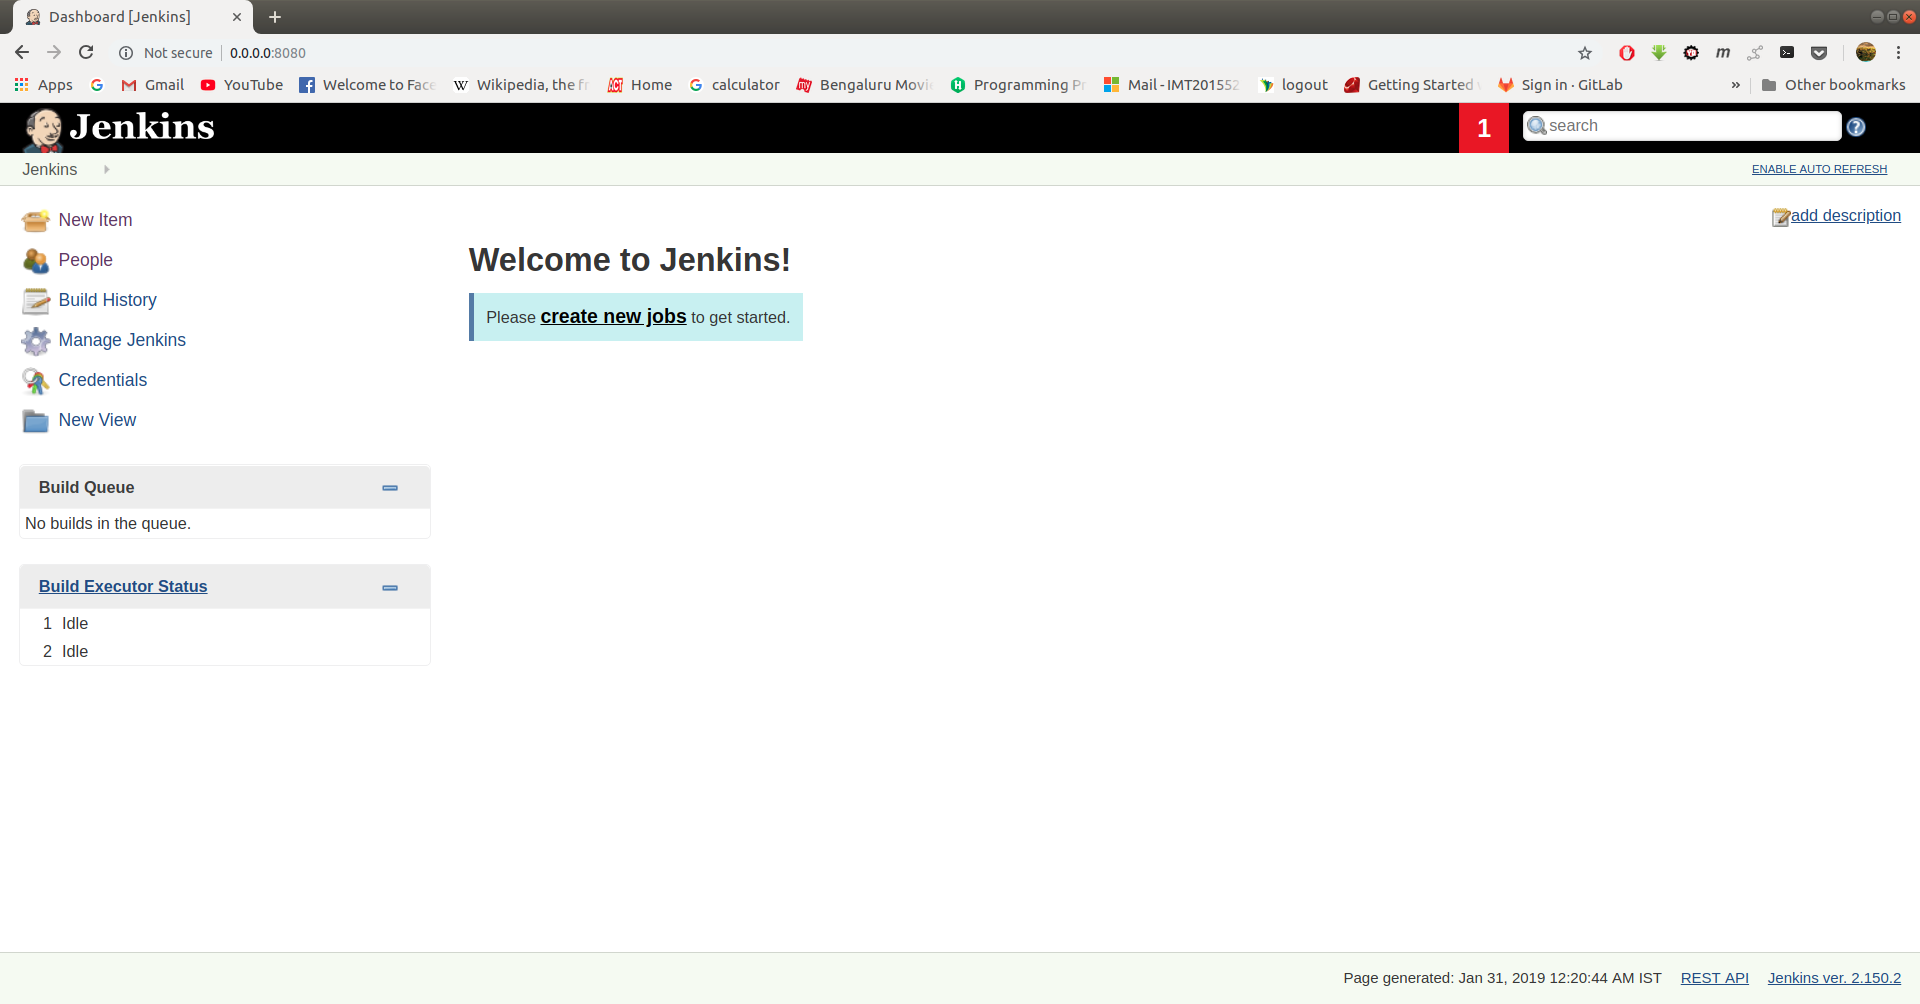 Dashboard [Jenkins]
Not secure | 0.0.0.0:8080
Apps Gmail YouTube Welcome to Face Wikipedia, the fr Home calculator Bengaluru Movi Programming Pr Mail - IMT201552 logout Getting Started Sign in · GitLab » Other bookmarks
Jenkins 1 search
Jenkins ENABLE AUTO REFRESH
add description
New Item
People
Build History
Manage Jenkins
Credentials
New View
Welcome to Jenkins!
Please create new jobs to get started.
Build Queue
No builds in the queue.
Build Executor Status
1 Idle
2 Idle
Page generated: Jan 31, 2019 12:20:44 AM IST REST API Jenkins ver. 2.150.2